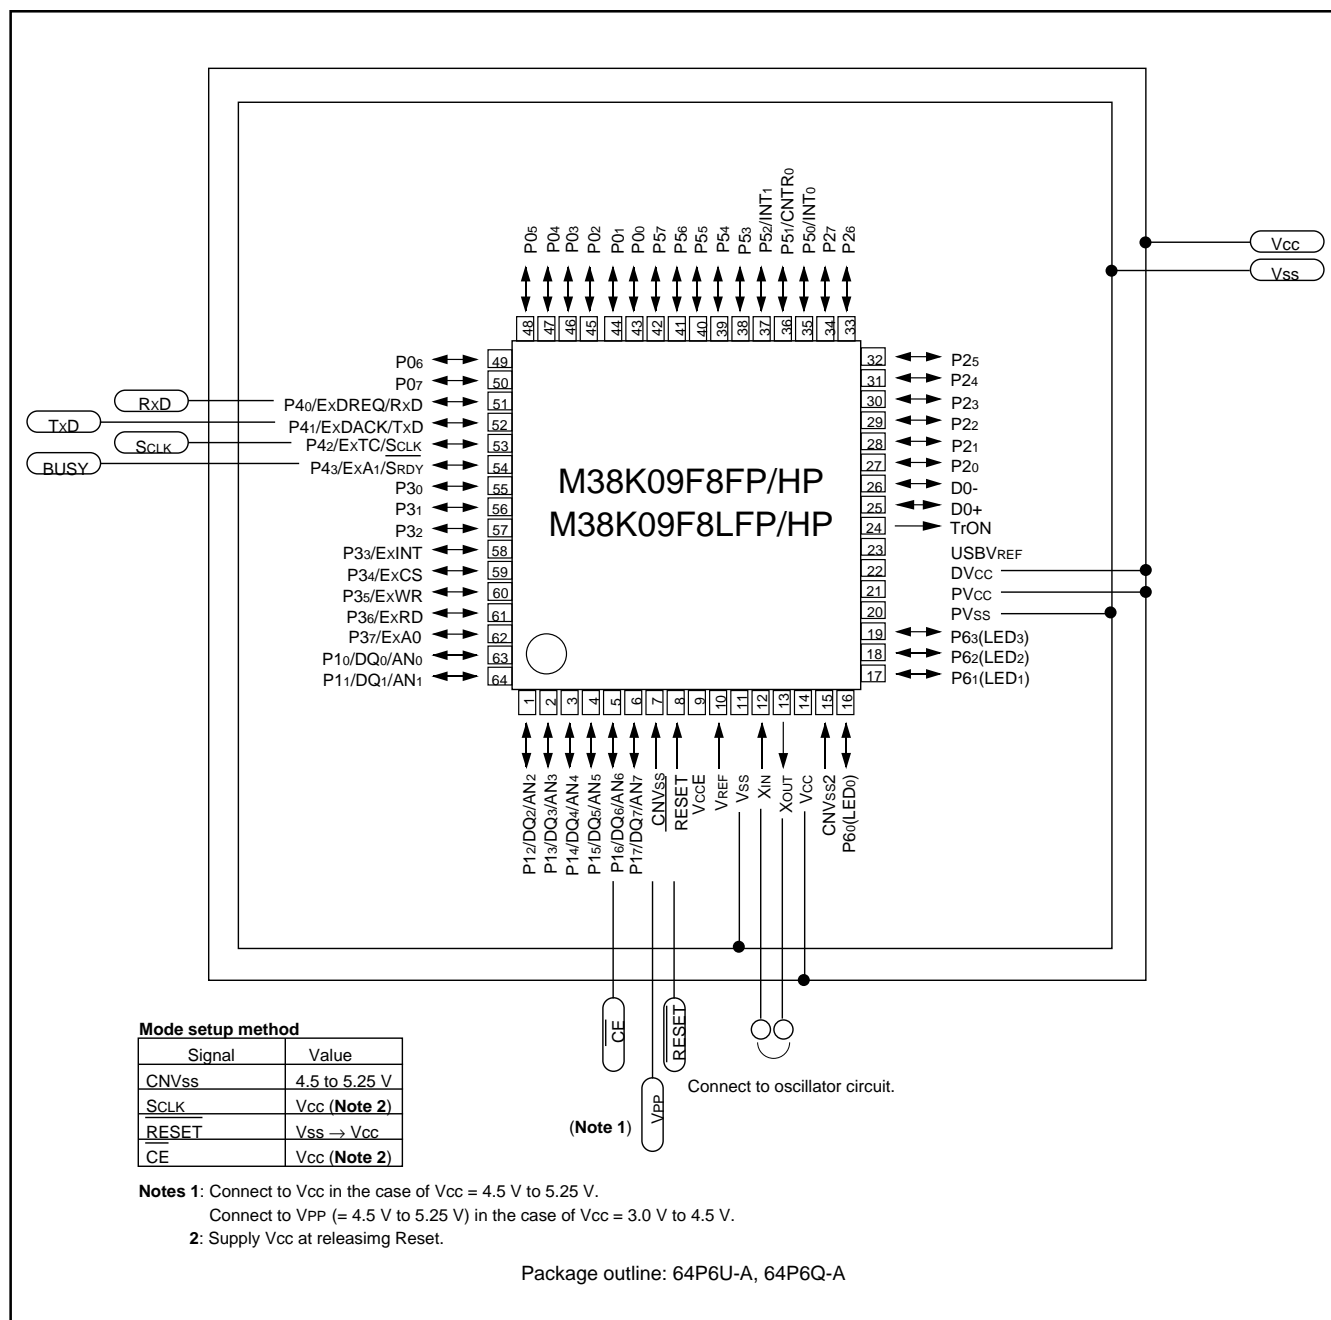 P05
P04
P03
P02
P01
P00
P57
P56
P55
P54
P53
P52/INT1
P51/CNTR0
P50/INT0
P27
P26
VCC
VSS
48
47
46
45
44
43
42
41
40
39
38
37
36
35
34
33
P06
49
P07
50
RXD
P40/EXDREQ/RXD
51
TXD
P41/EXDACK/TXD
52
SCLK
P42/EXTC/SCLK
53
BUSY
P43/EXA1/SRDY
54
P30
55
P31
56
P32
57
P33/EXINT
58
P34/EXCS
59
P35/EXWR
60
P36/EXRD
61
P37/EXA0
62
P10/DQ0/AN0
63
P11/DQ1/AN1
64
M38K09F8FP/HP
M38K09F8LFP/HP
32
P25
31
P24
30
P23
29
P22
28
P21
27
P20
26
D0-
25
D0+
24
TrON
23
USBVREF
22
DVCC
21
PVCC
20
PVSS
19
P63(LED3)
18
P62(LED2)
17
P61(LED1)
1
2
3
4
5
6
7
8
9
10
11
12
13
14
15
16
P12/DQ2/AN2
P13/DQ3/AN3
P14/DQ4/AN4
P15/DQ5/AN5
P16/DQ6/AN6
P17/DQ7/AN7
CNVSS
RESET
VCCE
VREF
VSS
XIN
XOUT
VCC
CNVSS2
P60(LED0)
CE
VPP
RESET
(Note 1)
Connect to oscillator circuit.
Mode setup method
Signal Value
CNVss 4.5 to 5.25 V
SCLK Vcc (Note 2)
RESET Vss → Vcc
CE Vcc (Note 2)
Notes 1: Connect to Vcc in the case of Vcc = 4.5 V to 5.25 V.
Connect to VPP (= 4.5 V to 5.25 V) in the case of Vcc = 3.0 V to 4.5 V.
2: Supply Vcc at releasimg Reset.
Package outline: 64P6U-A, 64P6Q-A